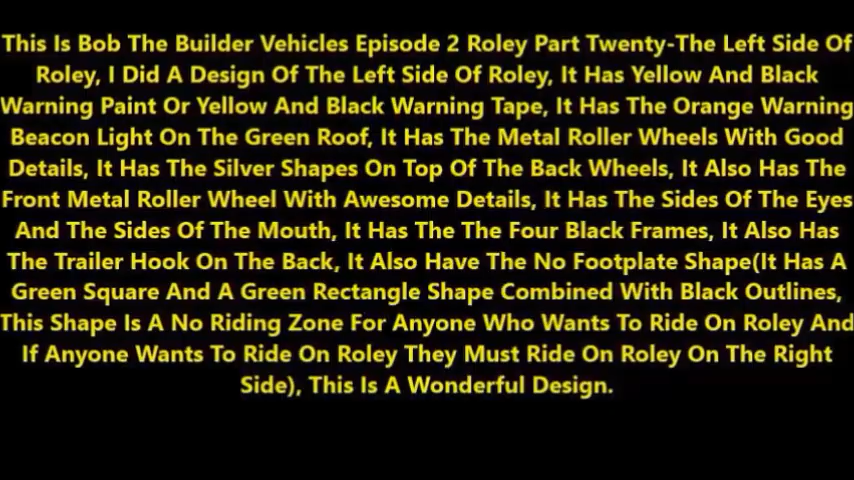 This Is Bob The Builder Vehicles Episode 2 Roley Part Twenty-The Left Side Of
Roley, I Did A Design Of The Left Side Of Roley, It Has Yellow And Black
Warning Paint Or Yellow And Black Warning Tape, It Has The Orange Warning
Beacon Light On The Green Roof, It Has The Metal Roller Wheels With Good
Details, It Has The Silver Shapes On Top Of The Back Wheels, It Also Has The
Front Metal Roller Wheel With Awesome Details, It Has The Sides Of The Eyes
And The Sides Of The Mouth, It Has The The Four Black Frames, It Also Has
The Trailer Hook On The Back, It Also Have The No Footplate Shape(It Has A
Green Square And A Green Rectangle Shape Combined With Black Outlines,
This Shape Is A No Riding Zone For Anyone Who Wants To Ride On Roley And
If Anyone Wants To Ride On Roley They Must Ride On Roley On The Right
Side), This Is A Wonderful Design.